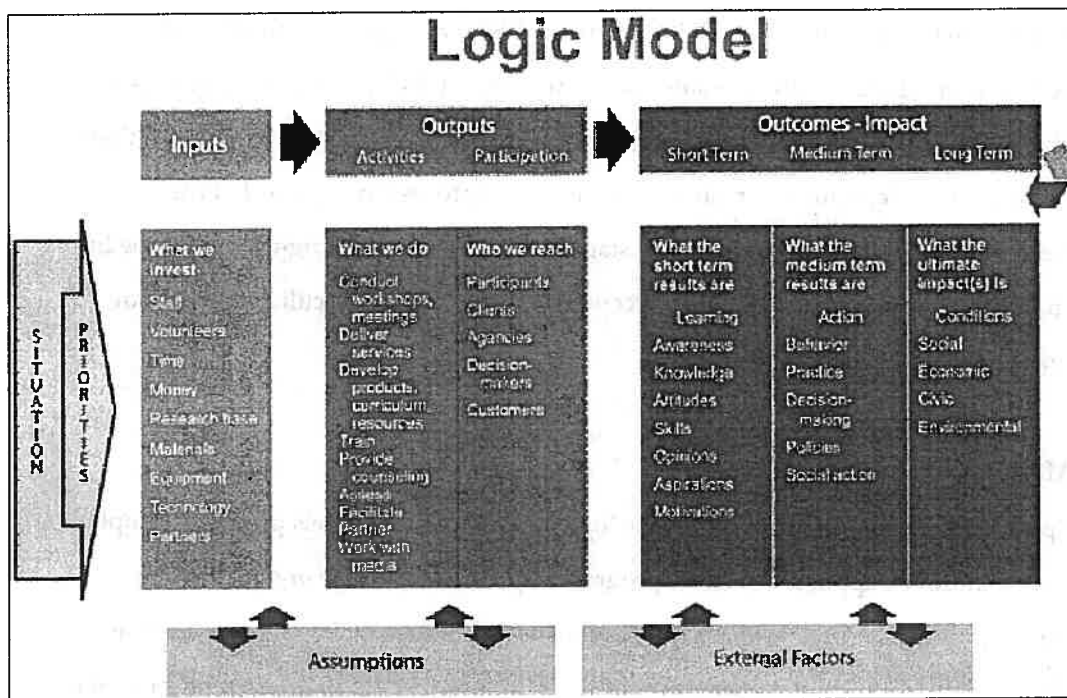 Logic Model
Inputs
Outputs
Activities
Participation
Outcomes - Impact
Short Term
Medium Term
Long Term
SITUATION
PRIORITIES
What we
invest
Staff
Volunteers
Time
Money
Research base
Materials
Equipment
Technology
Partners
What we do
Conduct
workshops,
meetings
Deliver
services
Develop
products,
curriculum,
resources
Train
Provide
counseling
Assess
Facilitate
Partner
Work with
media
Who we reach
Participants
Clients
Agencies
Decision-
makers
Customers
What the
short term
results are
Learning
Awareness
Knowledge
Attitudes
Skills
Opinions
Aspirations
Motivations
What the
medium term
results are
Action
Behavior
Practice
Decision-
making
Policies
Social action
What the
ultimate
impact(s) is
Conditions
Social
Economic
Civic
Environmental
Assumptions
External Factors